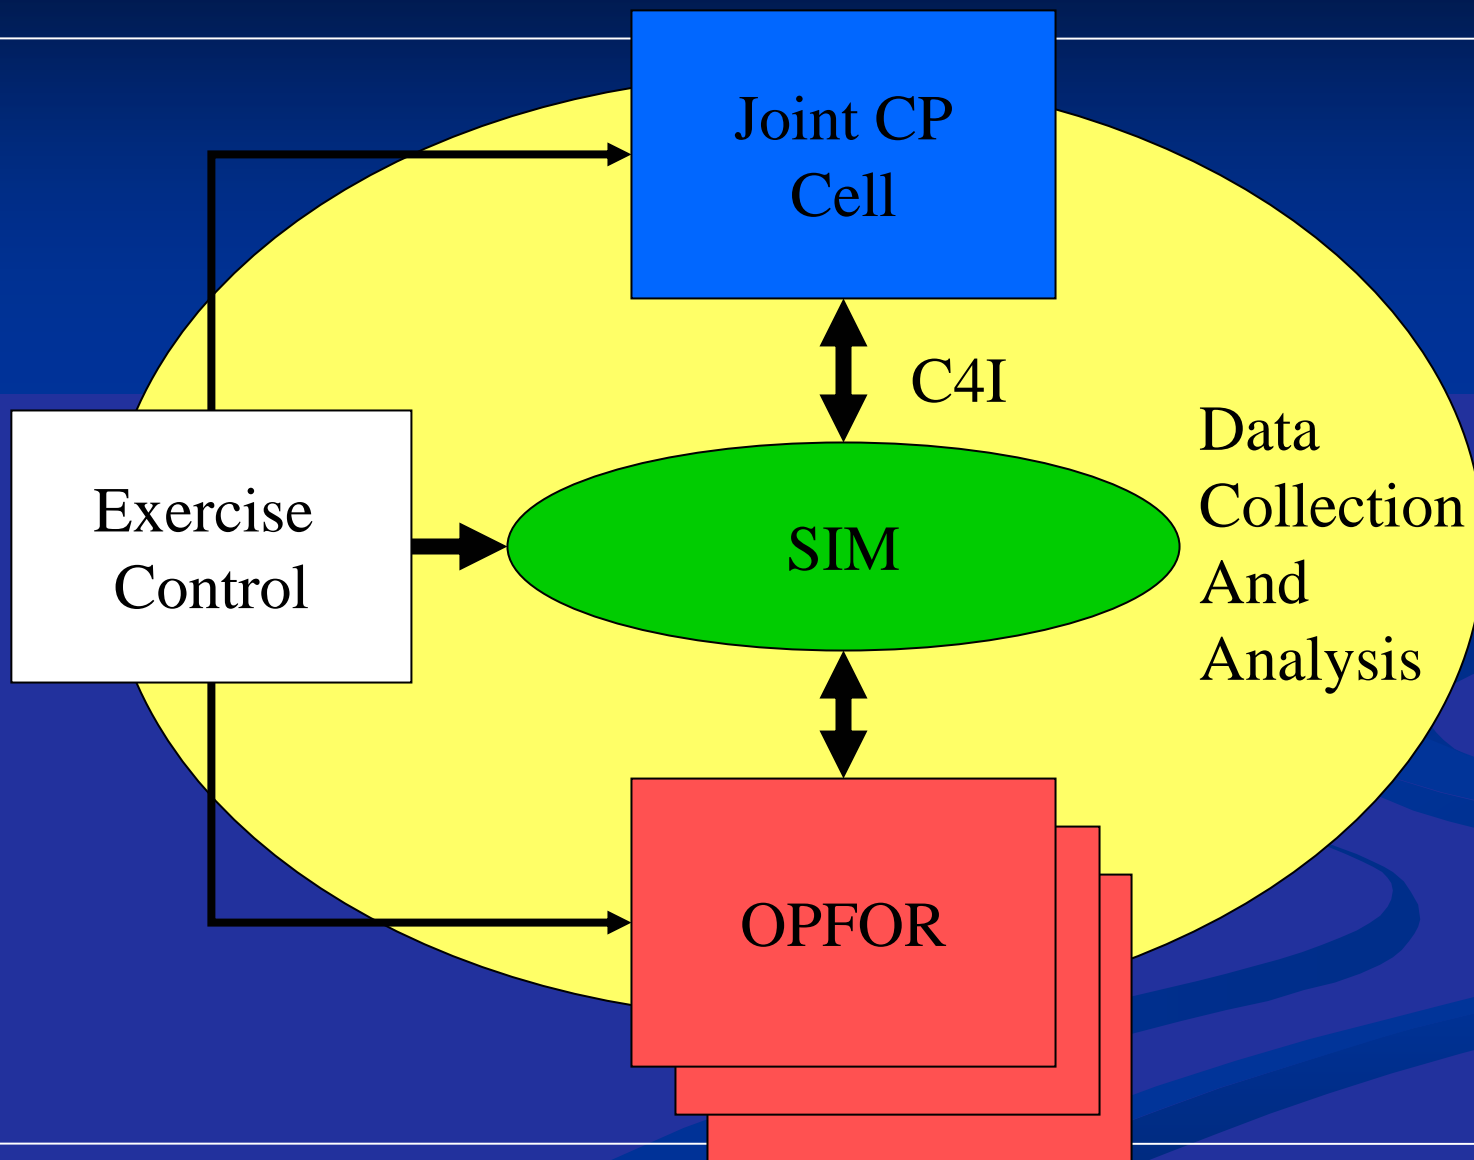 Joint CP
Cell
C4I
Data
Collection
And
Analysis
Exercise
Control
SIM
OPFOR